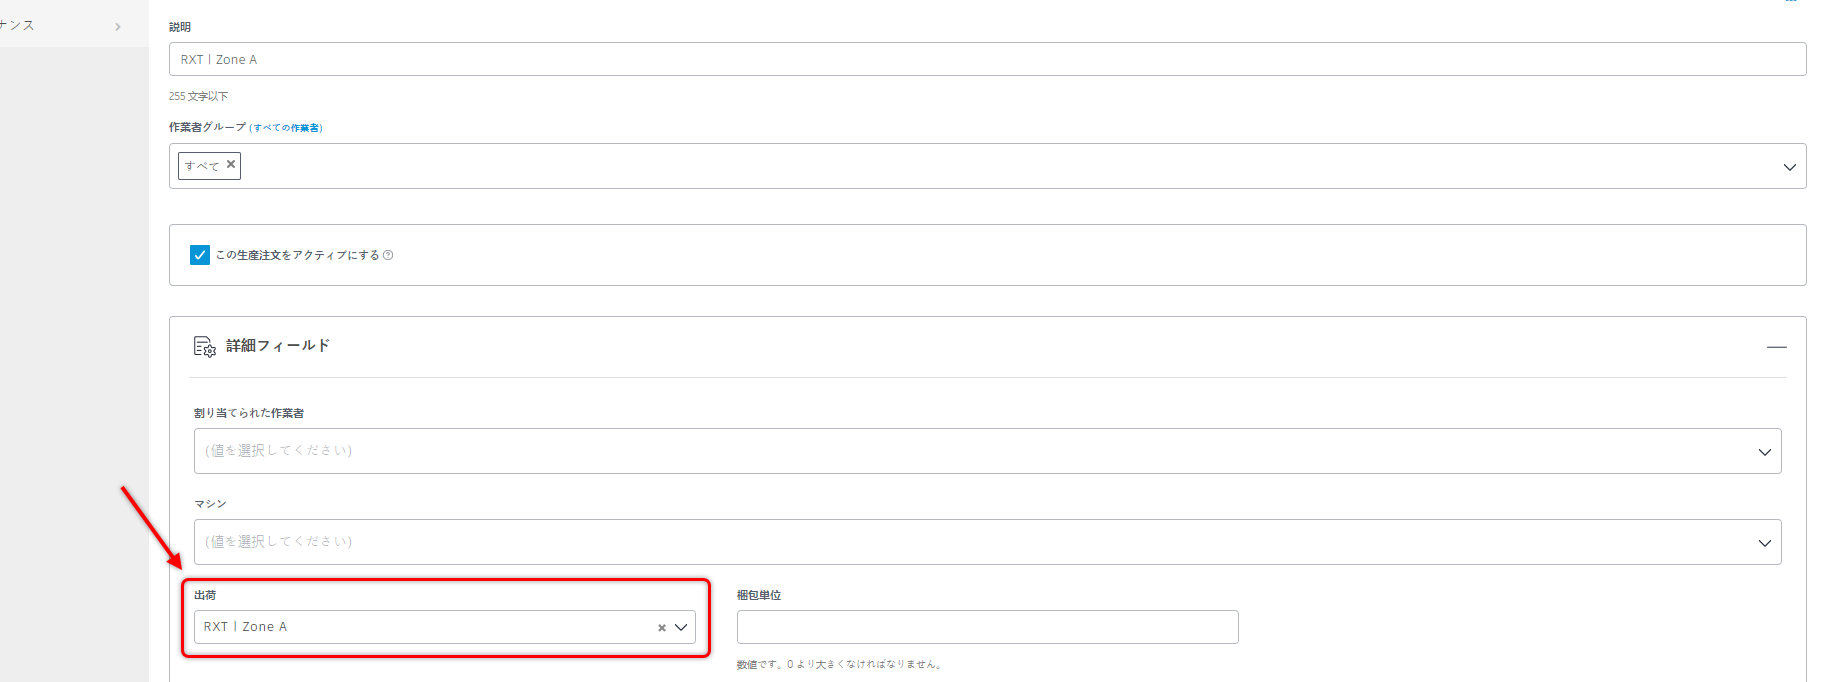 ナンス
説明
RXT | Zone A
255 文字以下
作業者グループ (すべての作業者)
すべて
この生産注文をアクティブにする
詳細フィールド
割り当てられた作業者
(値を選択してください)
マシン
(値を選択してください)
出荷
RXT | Zone A
梱包単位
数値です。0 より大きくなければなりません。